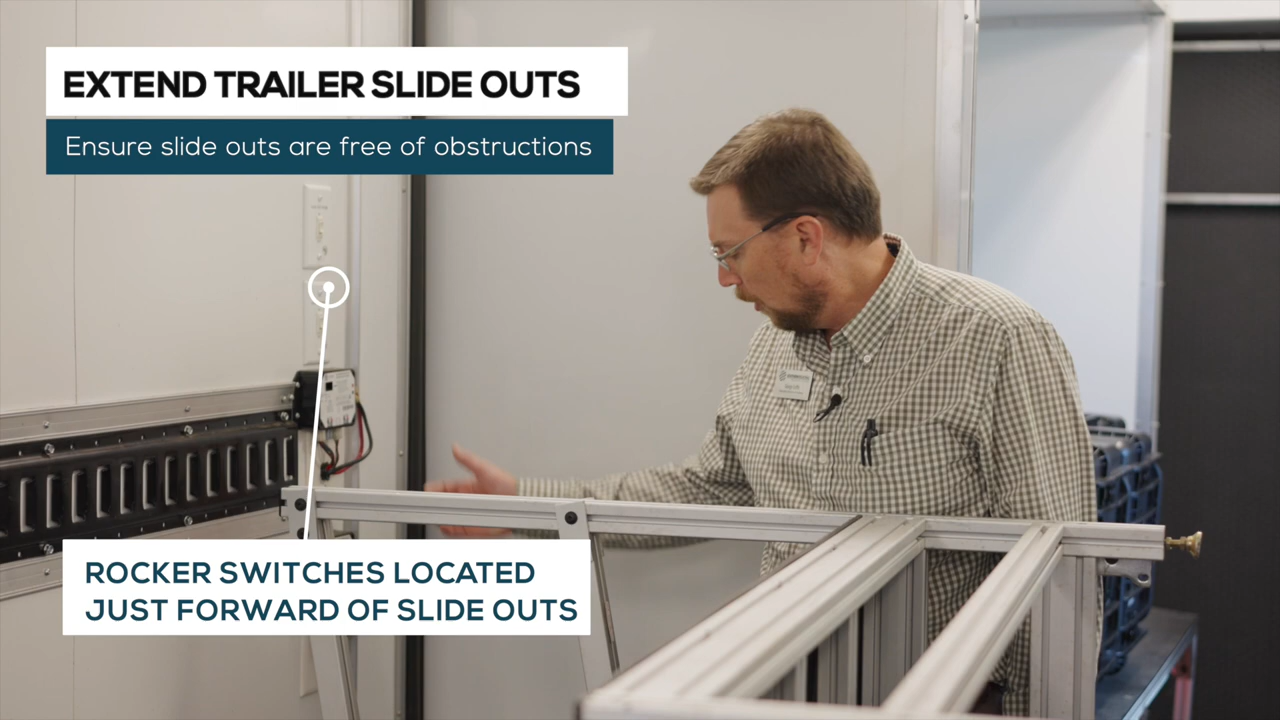 EXTEND TRAILER SLIDE OUTS
Ensure slide outs are free of obstructions
ROCKER SWITCHES LOCATED
JUST FORWARD OF SLIDE OUTS